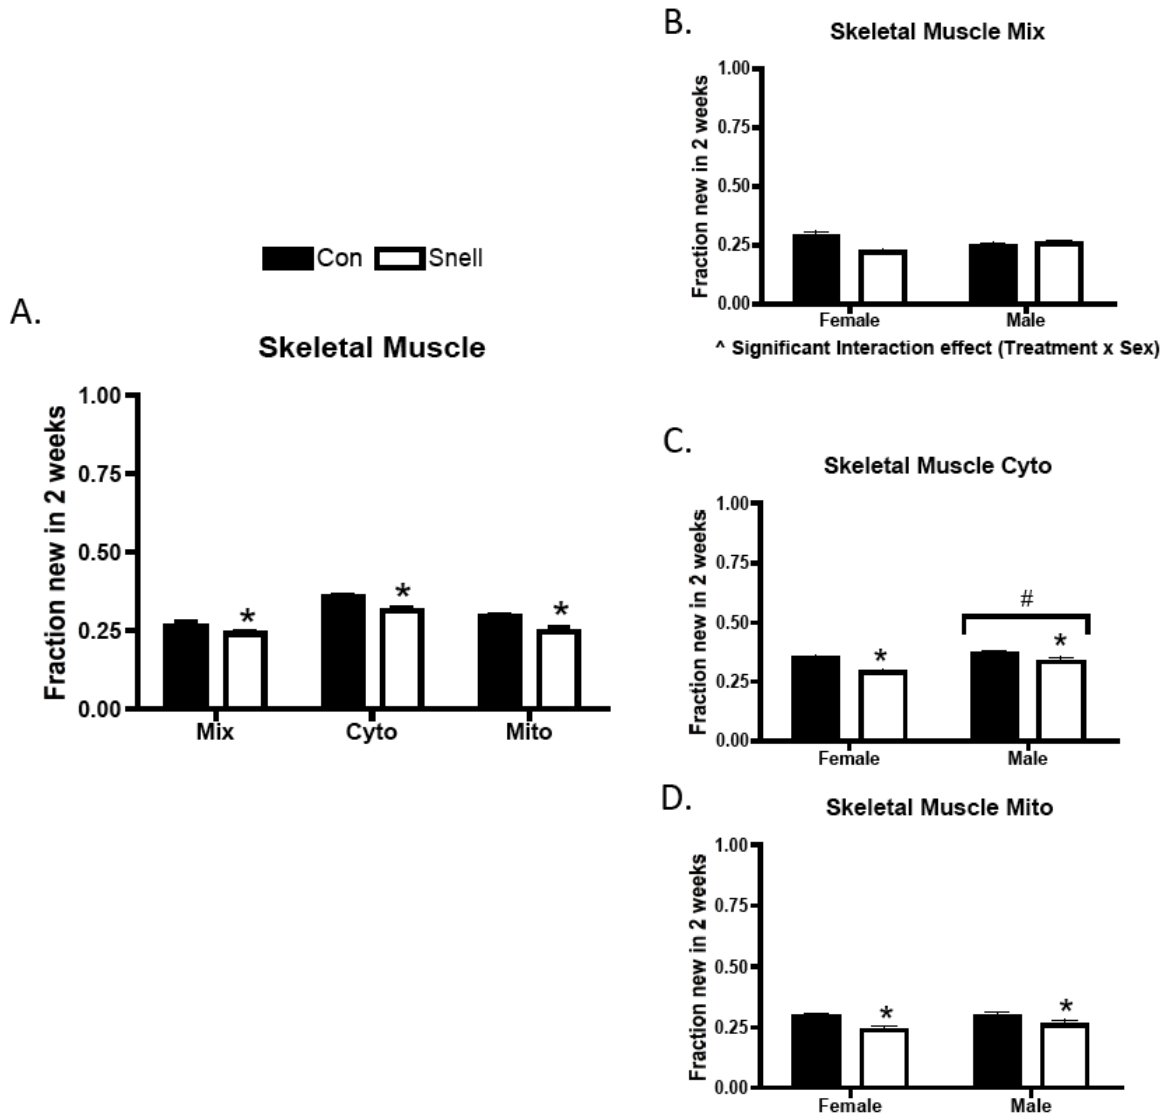 Con Snell
A.
Skeletal Muscle
Fraction new in 2 weeks
1.00
0.75
0.50
0.25
0.00
*
*
*
Mix Cyto Mito
B.
Skeletal Muscle Mix
Fraction new in 2 weeks
1.00
0.75
0.50
0.25
0.00
Female Male
^ Significant Interaction effect (Treatment x Sex)
C.
Skeletal Muscle Cyto
Fraction new in 2 weeks
1.00
0.75
0.50
0.25
0.00
#
*
*
Female Male
D.
Skeletal Muscle Mito
Fraction new in 2 weeks
1.00
0.75
0.50
0.25
0.00
*
*
Female Male